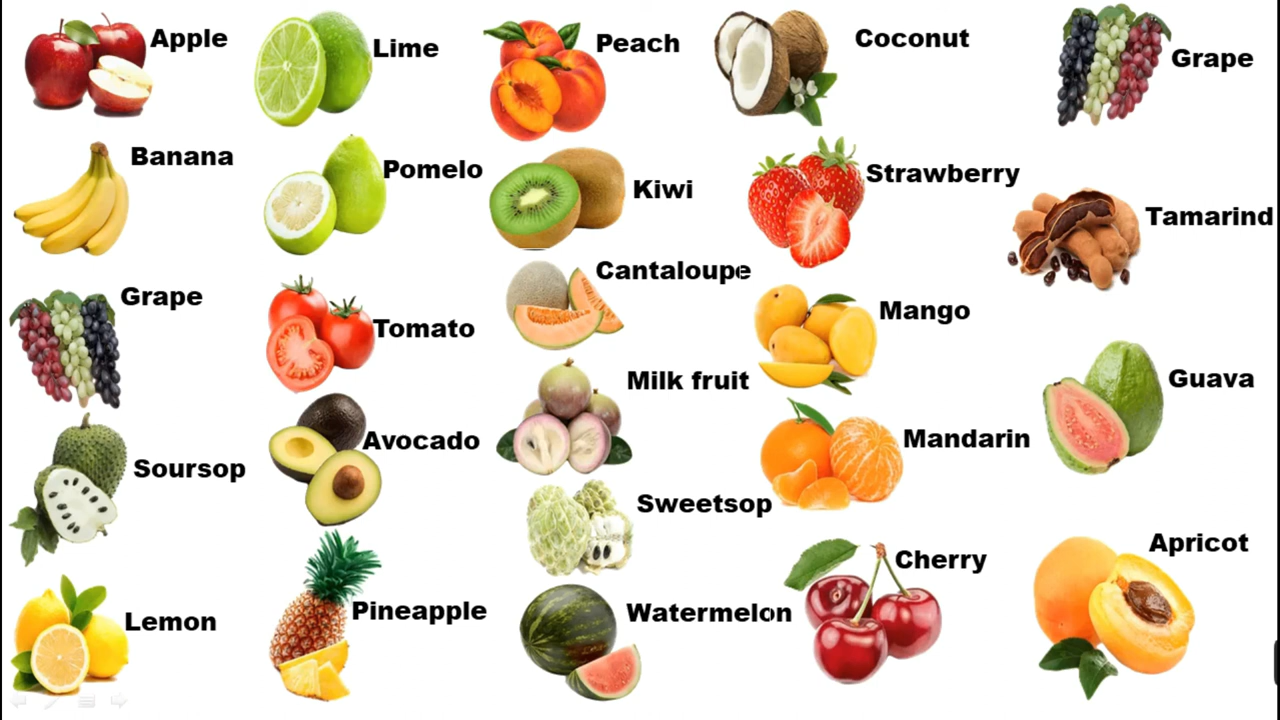 Apple
Banana
Grape
Soursop
Lemon
Lime
Pomelo
Tomato
Avocado
Pineapple
Peach
Kiwi
Cantaloupe
Milk fruit
Sweetsop
Watermelon
Coconut
Strawberry
Mango
Mandarin
Cherry
Grape
Tamarind
Guava
Apricot